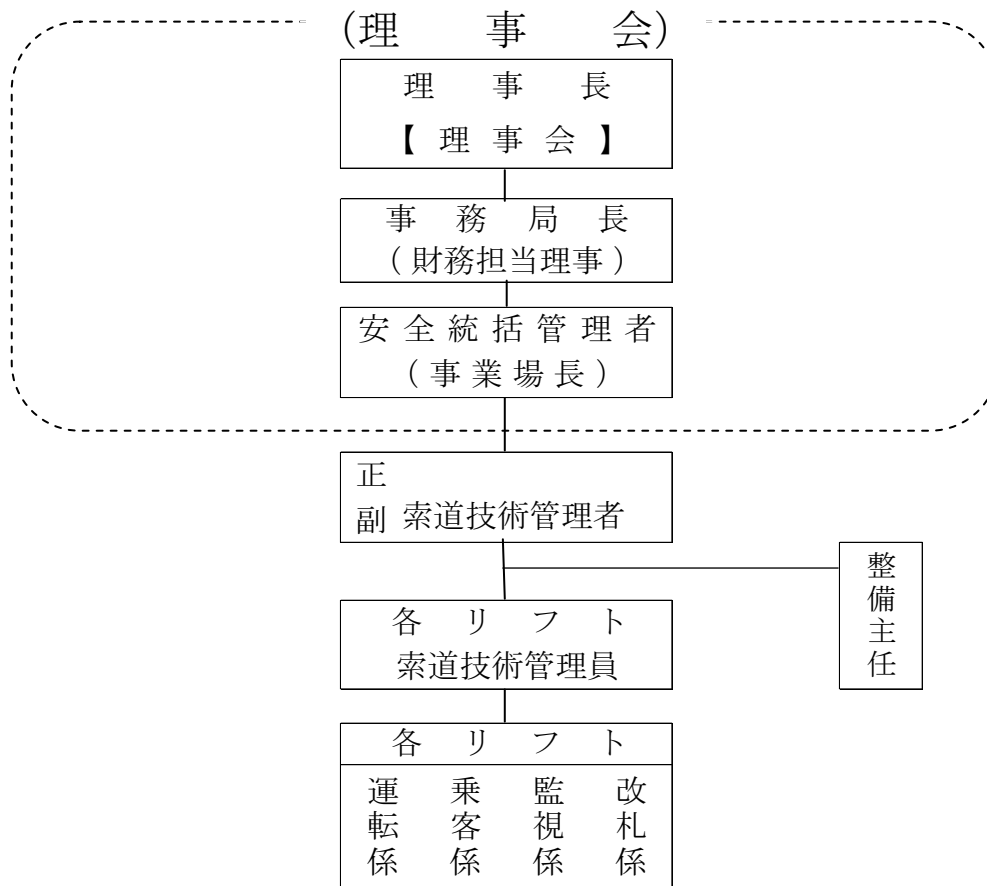 (理事会)
理事長
【理事会】
事務局長
(財務担当理事)
安全統括管理者
(事業場長)
正
副 索道技術管理者
整備主任
各リフト
索道技術管理員
各リフト
運転係
乗客係
監視係
改札係